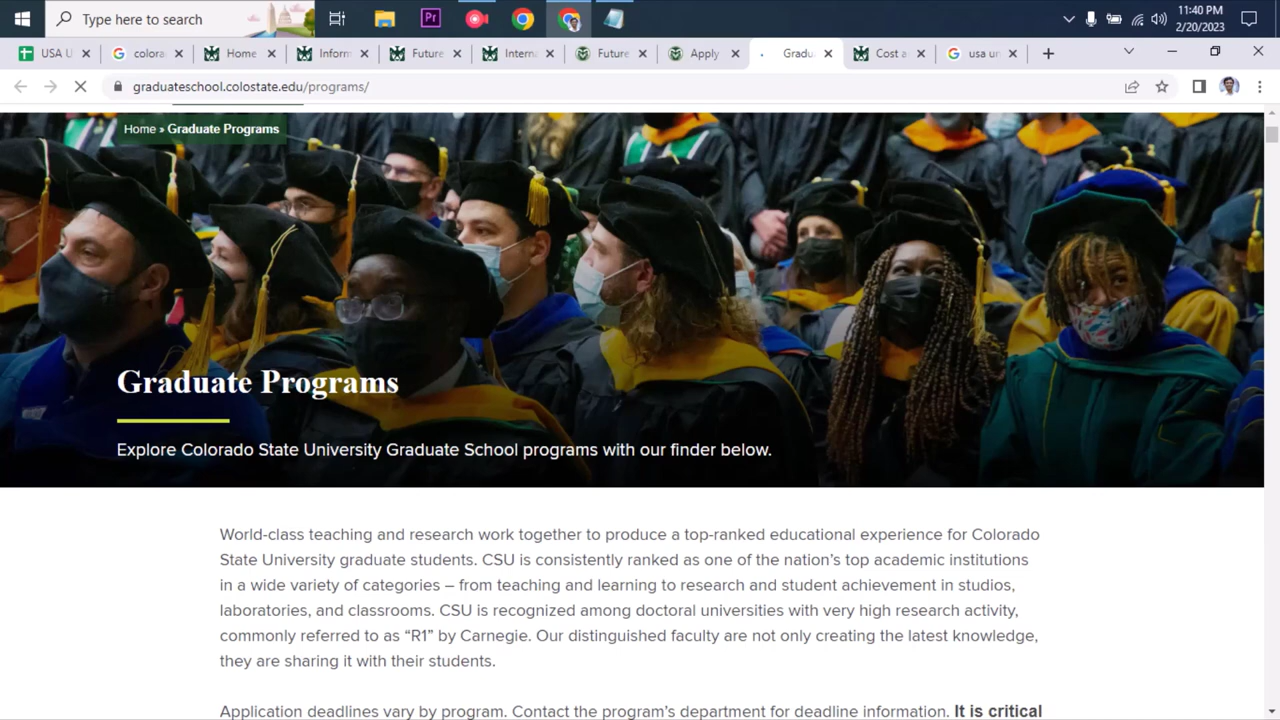 Type here to search
Pr
11:40 PM
2/20/2023
USA U
colora
Home
Inform
Future
Interna
Future
Apply
Gradu
Cost a
usa un
graduateschool.colostate.edu/programs/
Home » Graduate Programs
Graduate Programs
Explore Colorado State University Graduate School programs with our finder below.
World-class teaching and research work together to produce a top-ranked educational experience for Colorado
State University graduate students. CSU is consistently ranked as one of the nation's top academic institutions
in a wide variety of categories – from teaching and learning to research and student achievement in studios,
laboratories, and classrooms. CSU is recognized among doctoral universities with very high research activity,
commonly referred to as “R1” by Carnegie. Our distinguished faculty are not only creating the latest knowledge,
they are sharing it with their students.
Application deadlines vary by program. Contact the program's department for deadline information. It is critical